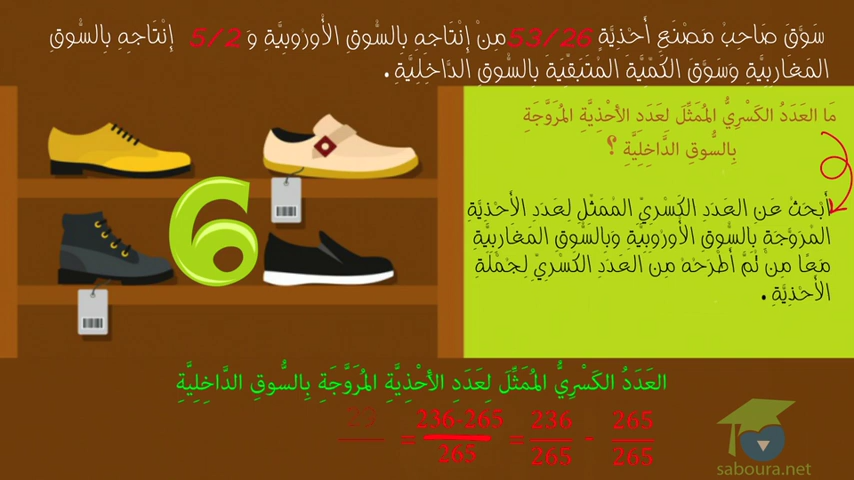 سَوَّقَ صَاحِبُ مَصْنَعِ أَحْذِيَّةِ 53/26 مِنْ إِنْتَاجِهِ بِالسُّوقِ الأُورُوبِيَّةِ وَ 5/2 إِنْتَاجِهِ بِالسُّوقِ
المَغَارِبِيَّةِ وَسَوَّقَ الكَمِّيَّةَ المُتَبَقِّيَةَ بِالسُّوقِ الدَّاخِلِيَّةِ .
مَا العَدَدُ الكَسْرِيُّ المُمَثِّلَ لِعَدَدِ الأَحْذِيَّةِ المُرَوَّجَةِ
بِالسُّوقِ الدَّاخِلِيَّةِ ؟
أَبْحَثُ عَنِ العَدَدِ الكَسْرِيِّ المُمَثِّلِ لِعَدَدِ الأَحْذِيَّةِ
المُرَوَّجَةِ بِالسُّوقِ الأُورُوبِيَّةِ وَبِالسُّوقِ المَغَارِبِيَّةِ
مَعًا مِنْ ثَمَّ أَطْرَحُهُ مِنَ العَدَدِ الكَسْرِيِّ لِجُمْلَةِ
الأَحْذِيَّةِ .
6
العَدَدُ الكَسْرِيُّ المُمَثِّلَ لِعَدَدِ الأَحْذِيَّةِ المُرَوَّجَةِ بِالسُّوقِ الدَّاخِلِيَّةِ
265/265 - 236/265 = 236-265/265 =
saboura.net